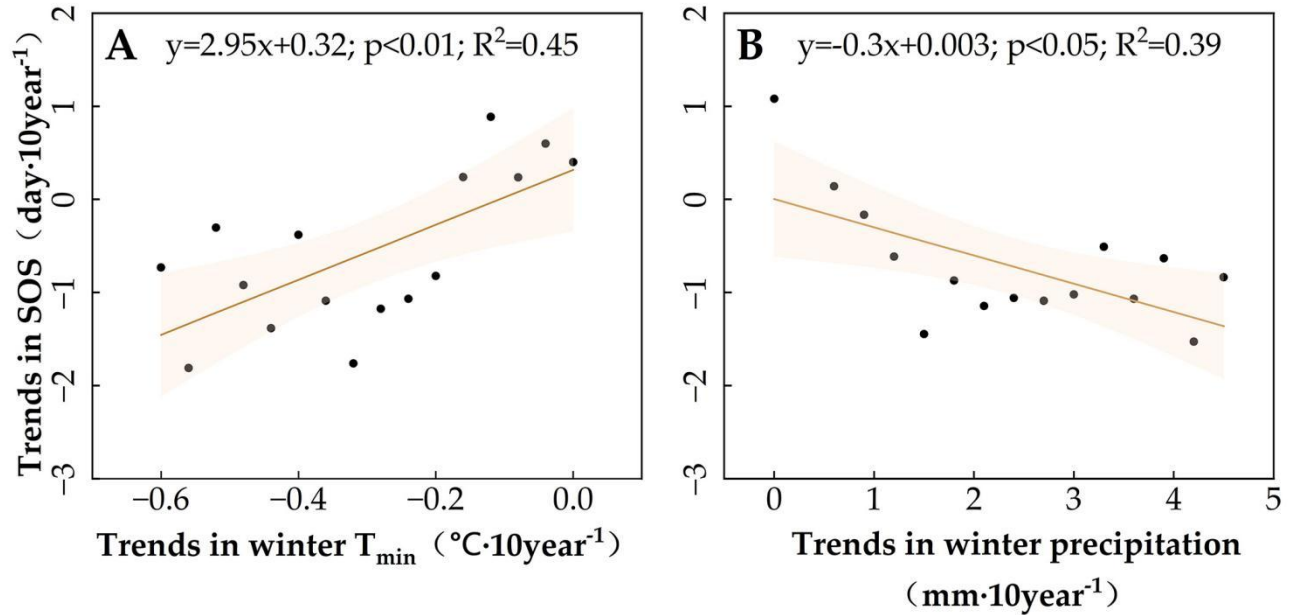 A y=2.95x+0.32; p<0.01; R²=0.45
B y=-0.3x+0.003; p<0.05; R²=0.39
Trends in SOS（day·10year⁻¹）
2
1
0
−1
−2
−3
−0.6 −0.4 −0.2 0.0
Trends in winter Tmin（°C·10year⁻¹）
2
1
0
−1
−2
−3
0 1 2 3 4 5
Trends in winter precipitation
（mm·10year⁻¹）